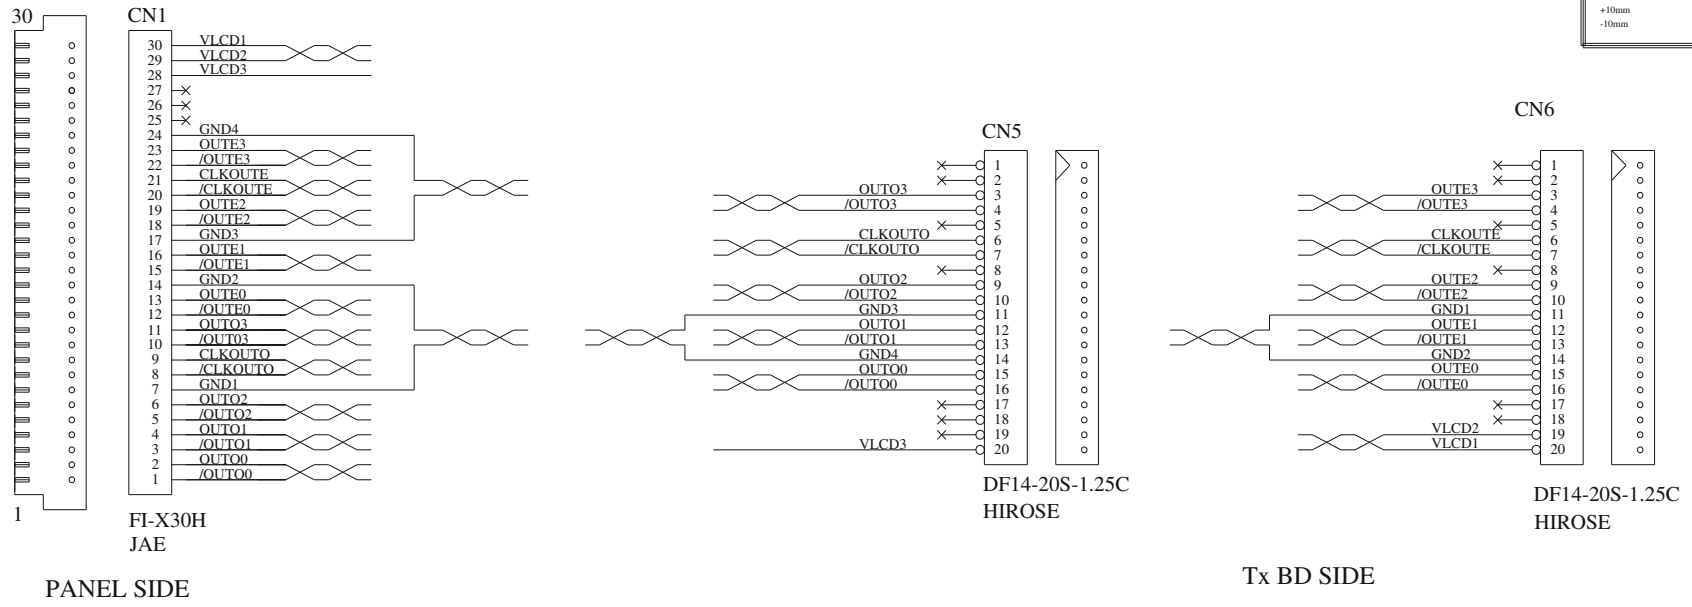 +10mm
-10mm
30
1
CN1
30 VLCD1
29 VLCD2
28 VLCD3
27
26
25
24 GND4
23 OUTE3
22 /OUTE3
21 CLKOUTE
20 /CLKOUTE
19 OUTE2
18 /OUTE2
17 GND3
16 OUTE1
15 /OUTE1
14 GND2
13 OUTE0
12 /OUTE0
11 OUTO3
10 /OUT03
9 CLKOUTO
8 /CLKOUTO
7 GND1
6 OUTO2
5 /OUTO2
4 OUTO1
3 /OUTO1
2 OUTO0
1 /OUTO0
FI-X30H
JAE
PANEL SIDE
CN5
1
2
OUTO3 3
/OUTO3 4
5
CLKOUTO 6
/CLKOUTO 7
8
OUTO2 9
/OUTO2 10
GND3 11
OUTO1 12
/OUTO1 13
GND4 14
OUTO0 15
/OUTO0 16
17
18
19
VLCD3 20
DF14-20S-1.25C
HIROSE
CN6
1
2
OUTE3 3
/OUTE3 4
5
CLKOUTE 6
/CLKOUTE 7
8
OUTE2 9
/OUTE2 10
GND1 11
OUTE1 12
/OUTE1 13
GND2 14
OUTE0 15
/OUTE0 16
17
18
VLCD2 19
VLCD1 20
DF14-20S-1.25C
HIROSE
Tx BD SIDE